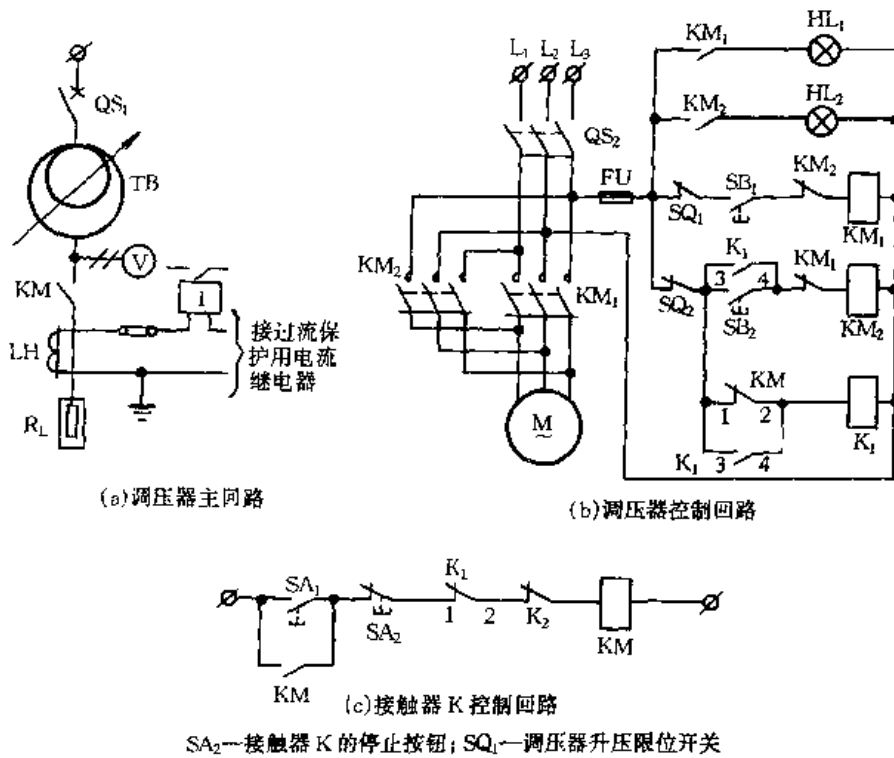 QS₁
TB
V
KM
I
LH
接过流保
护用电流
继电器
R_L
(a)调压器主回路
L₁ L₂ L₃
QS₂
FU
KM₂
KM₁
M
~
KM₁ HL₁
KM₂ HL₂
SQ₁ SB₁ KM₂ KM₁
K₁
3 4
SQ₂ SB₂ KM₁ KM₂
KM
1 2
K₁
K₁ 3 4
(b)调压器控制回路
SA₁ SA₂ K₁
1 2 K₂ KM
KM
(c)接触器 K 控制回路
SA₂—接触器 K 的停止按钮; SQ₁—调压器升压限位开关